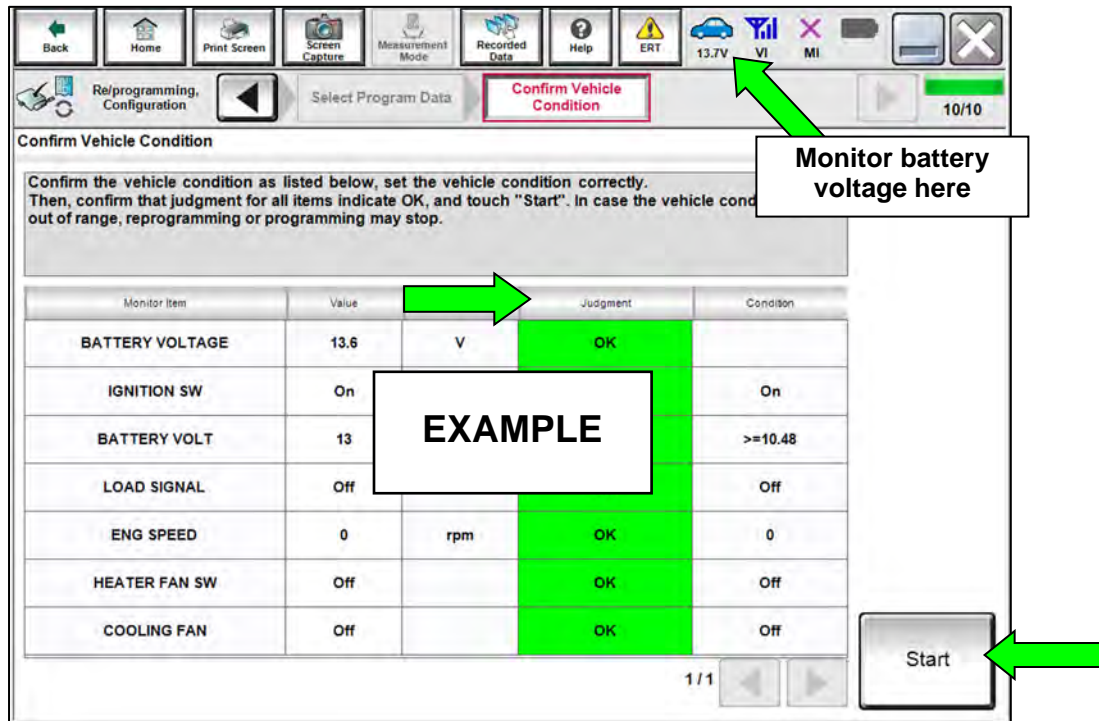 Back
Home
Print Screen
Screen
Capture
Measurement
Mode
Recorded
Data
Help
ERT
13.7V
VI
MI
Re/programming,
Configuration
Select Program Data
Confirm Vehicle
Condition
10/10
Confirm Vehicle Condition
Monitor battery
voltage here
Confirm the vehicle condition as listed below, set the vehicle condition correctly.
Then, confirm that judgment for all items indicate OK, and touch "Start". In case the vehicle
out of range, reprogramming or programming may stop.
Monitor Item Value Judgment Condition
BATTERY VOLTAGE 13.6 V OK
IGNITION SW On On
EXAMPLE
BATTERY VOLT 13 >=10.48
LOAD SIGNAL Off Off
ENG SPEED 0 rpm OK 0
HEATER FAN SW Off OK Off
COOLING FAN Off OK Off
Start
1/1